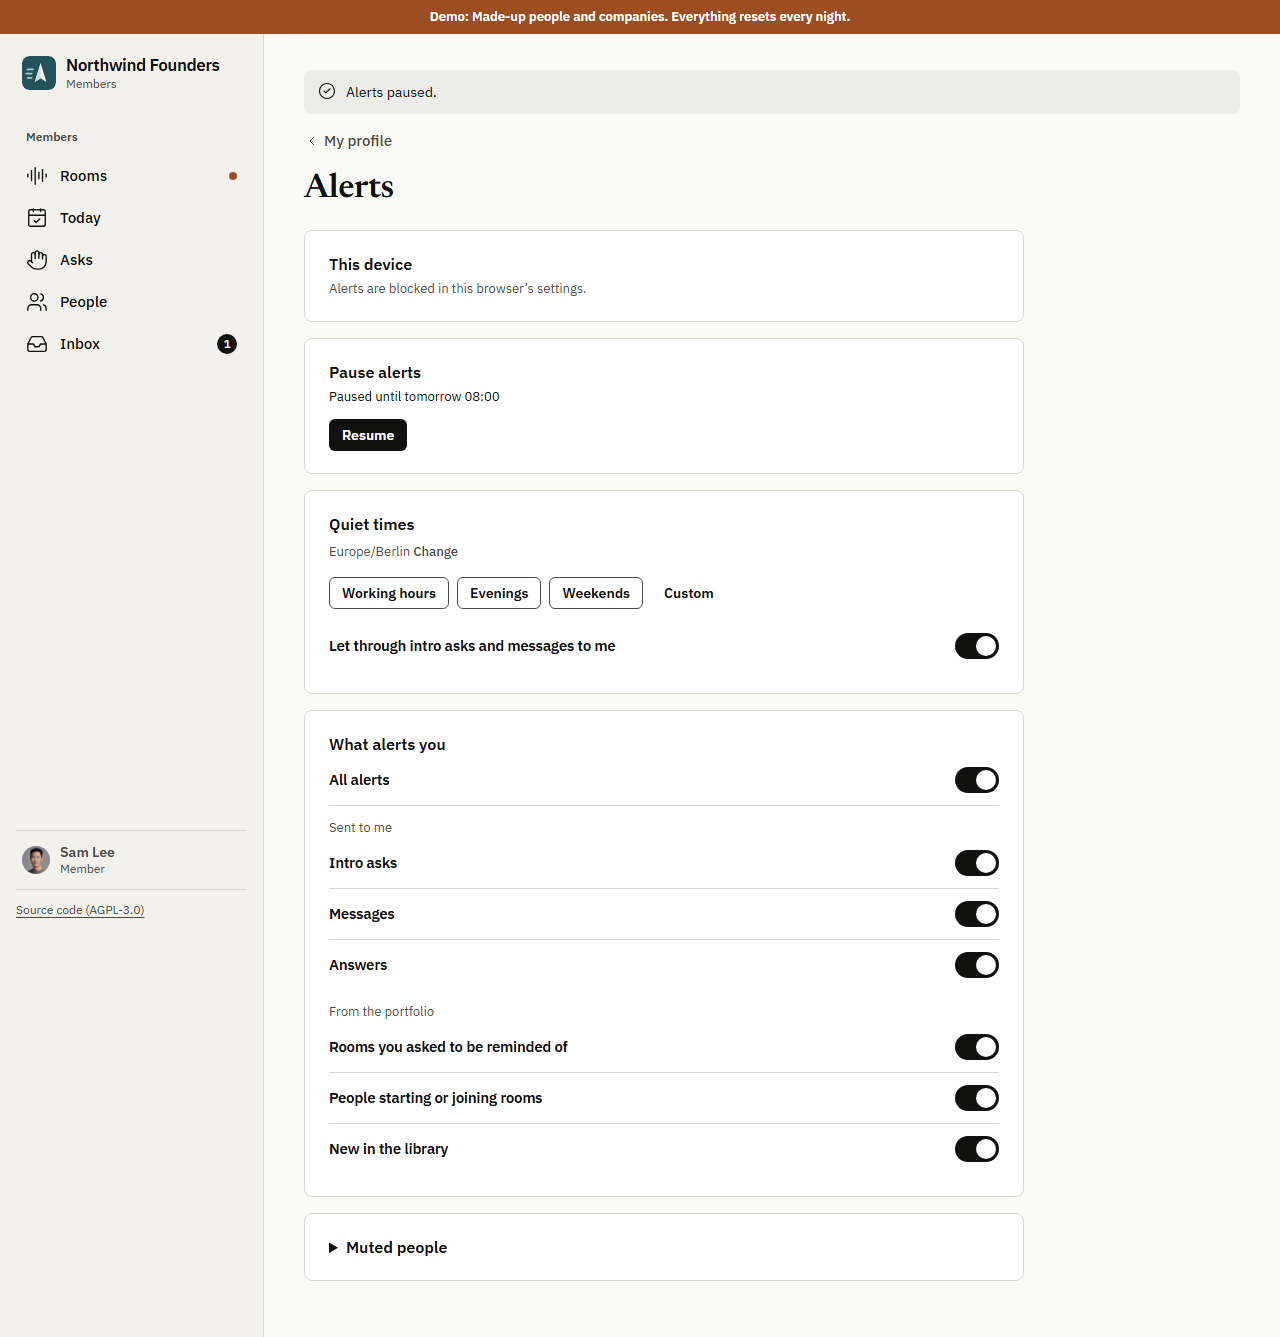 Demo: Made-up people and companies. Everything resets every night.
Northwind Founders
Members
Members
Rooms
Today
Asks
People
Inbox
1
Sam Lee
Member
Source code (AGPL-3.0)
Alerts paused.
My profile
Alerts
This device
Alerts are blocked in this browser’s settings.
Pause alerts
Paused until tomorrow 08:00
Resume
Quiet times
Europe/Berlin Change
Working hours
Evenings
Weekends
Custom
Let through intro asks and messages to me
What alerts you
All alerts
Sent to me
Intro asks
Messages
Answers
From the portfolio
Rooms you asked to be reminded of
People starting or joining rooms
New in the library
Muted people